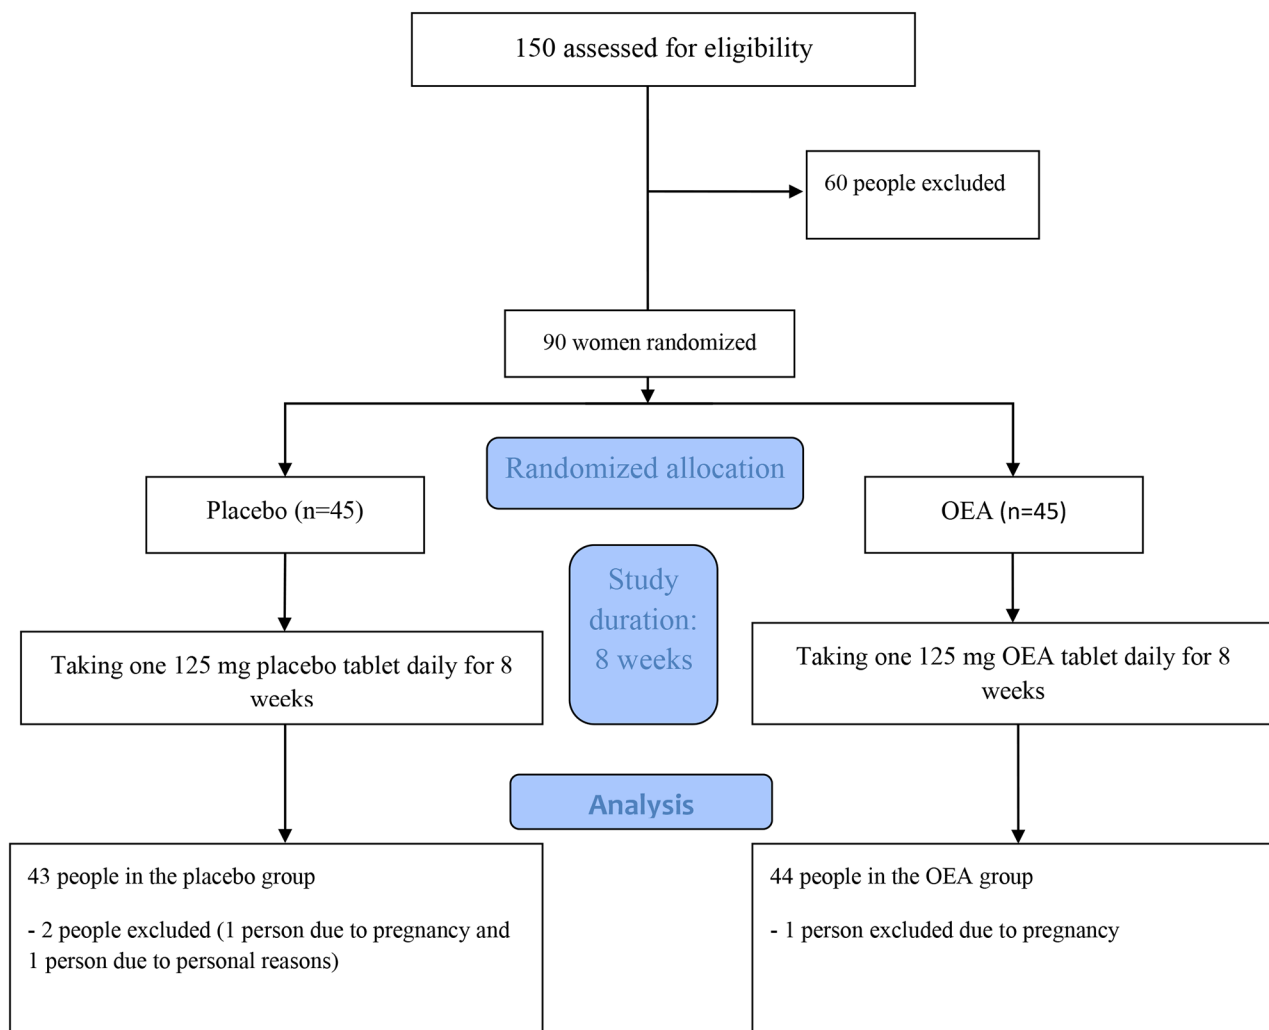 150 assessed for eligibility
60 people excluded
90 women randomized
Randomized allocation
Placebo (n=45)
OEA (n=45)
Study
duration:
8 weeks
Taking one 125 mg placebo tablet daily for 8
weeks
Taking one 125 mg OEA tablet daily for 8
weeks
Analysis
43 people in the placebo group
- 2 people excluded (1 person due to pregnancy and
1 person due to personal reasons)
44 people in the OEA group
- 1 person excluded due to pregnancy